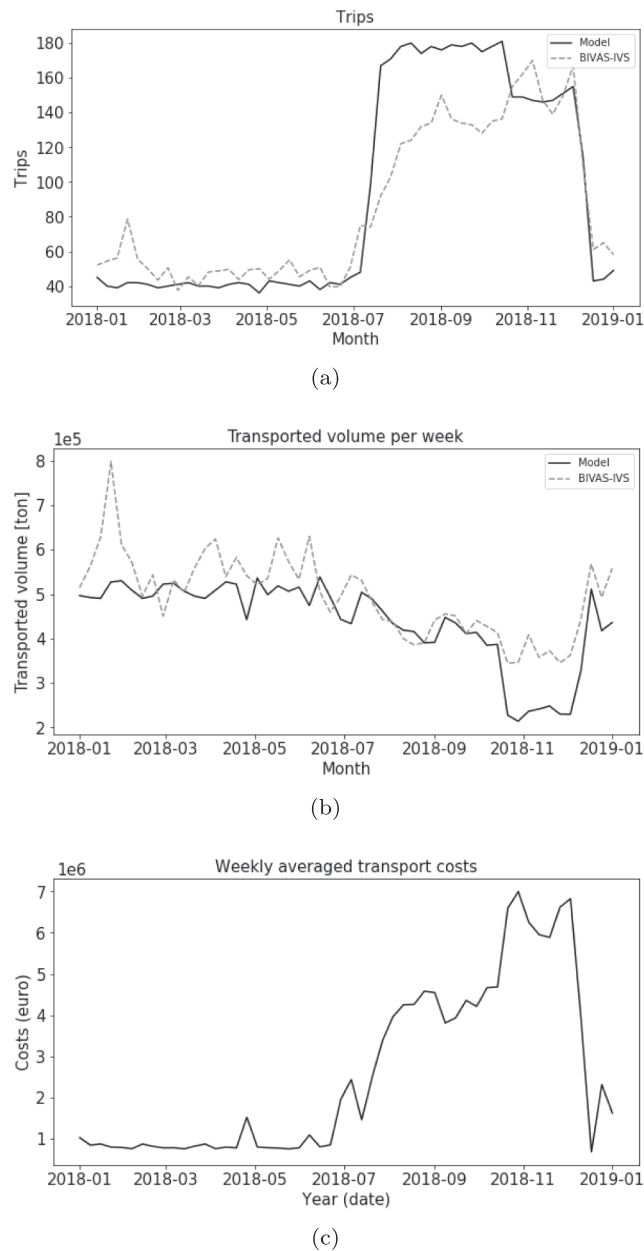 Trips
180
160
140
120
100
80
60
40
Trips
Model
BIVAS-IVS
2018-01 2018-03 2018-05 2018-07 2018-09 2018-11 2019-01
Month
(a)
1e5
Transported volume per week
8
7
6
5
4
3
2
Transported volume [ton]
Model
BIVAS-IVS
2018-01 2018-03 2018-05 2018-07 2018-09 2018-11 2019-01
Month
(b)
1e6
Weekly averaged transport costs
7
6
5
4
3
2
1
Costs (euro)
2018-01 2018-03 2018-05 2018-07 2018-09 2018-11 2019-01
Year (date)
(c)